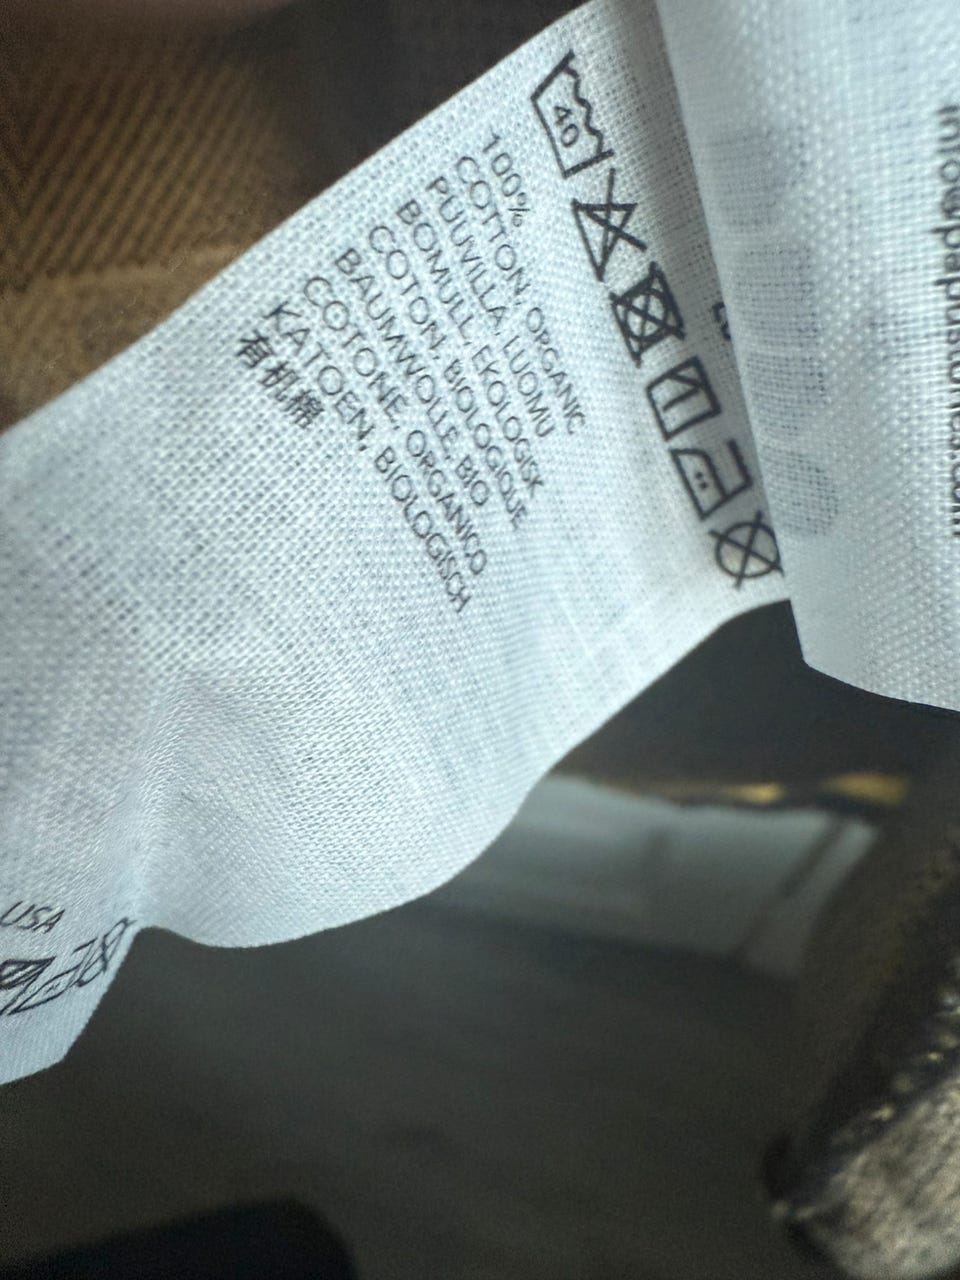 40
100%
COTTON, ORGANIC
PUUVILLA, LUOMU
BOMULL, EKOLOGISK
COTON, BIOLOGIQUE
BAUMWOLLE, BIO
COTONE, ORGANICO
KATOEN, BIOLOGISCH
有机棉
USA